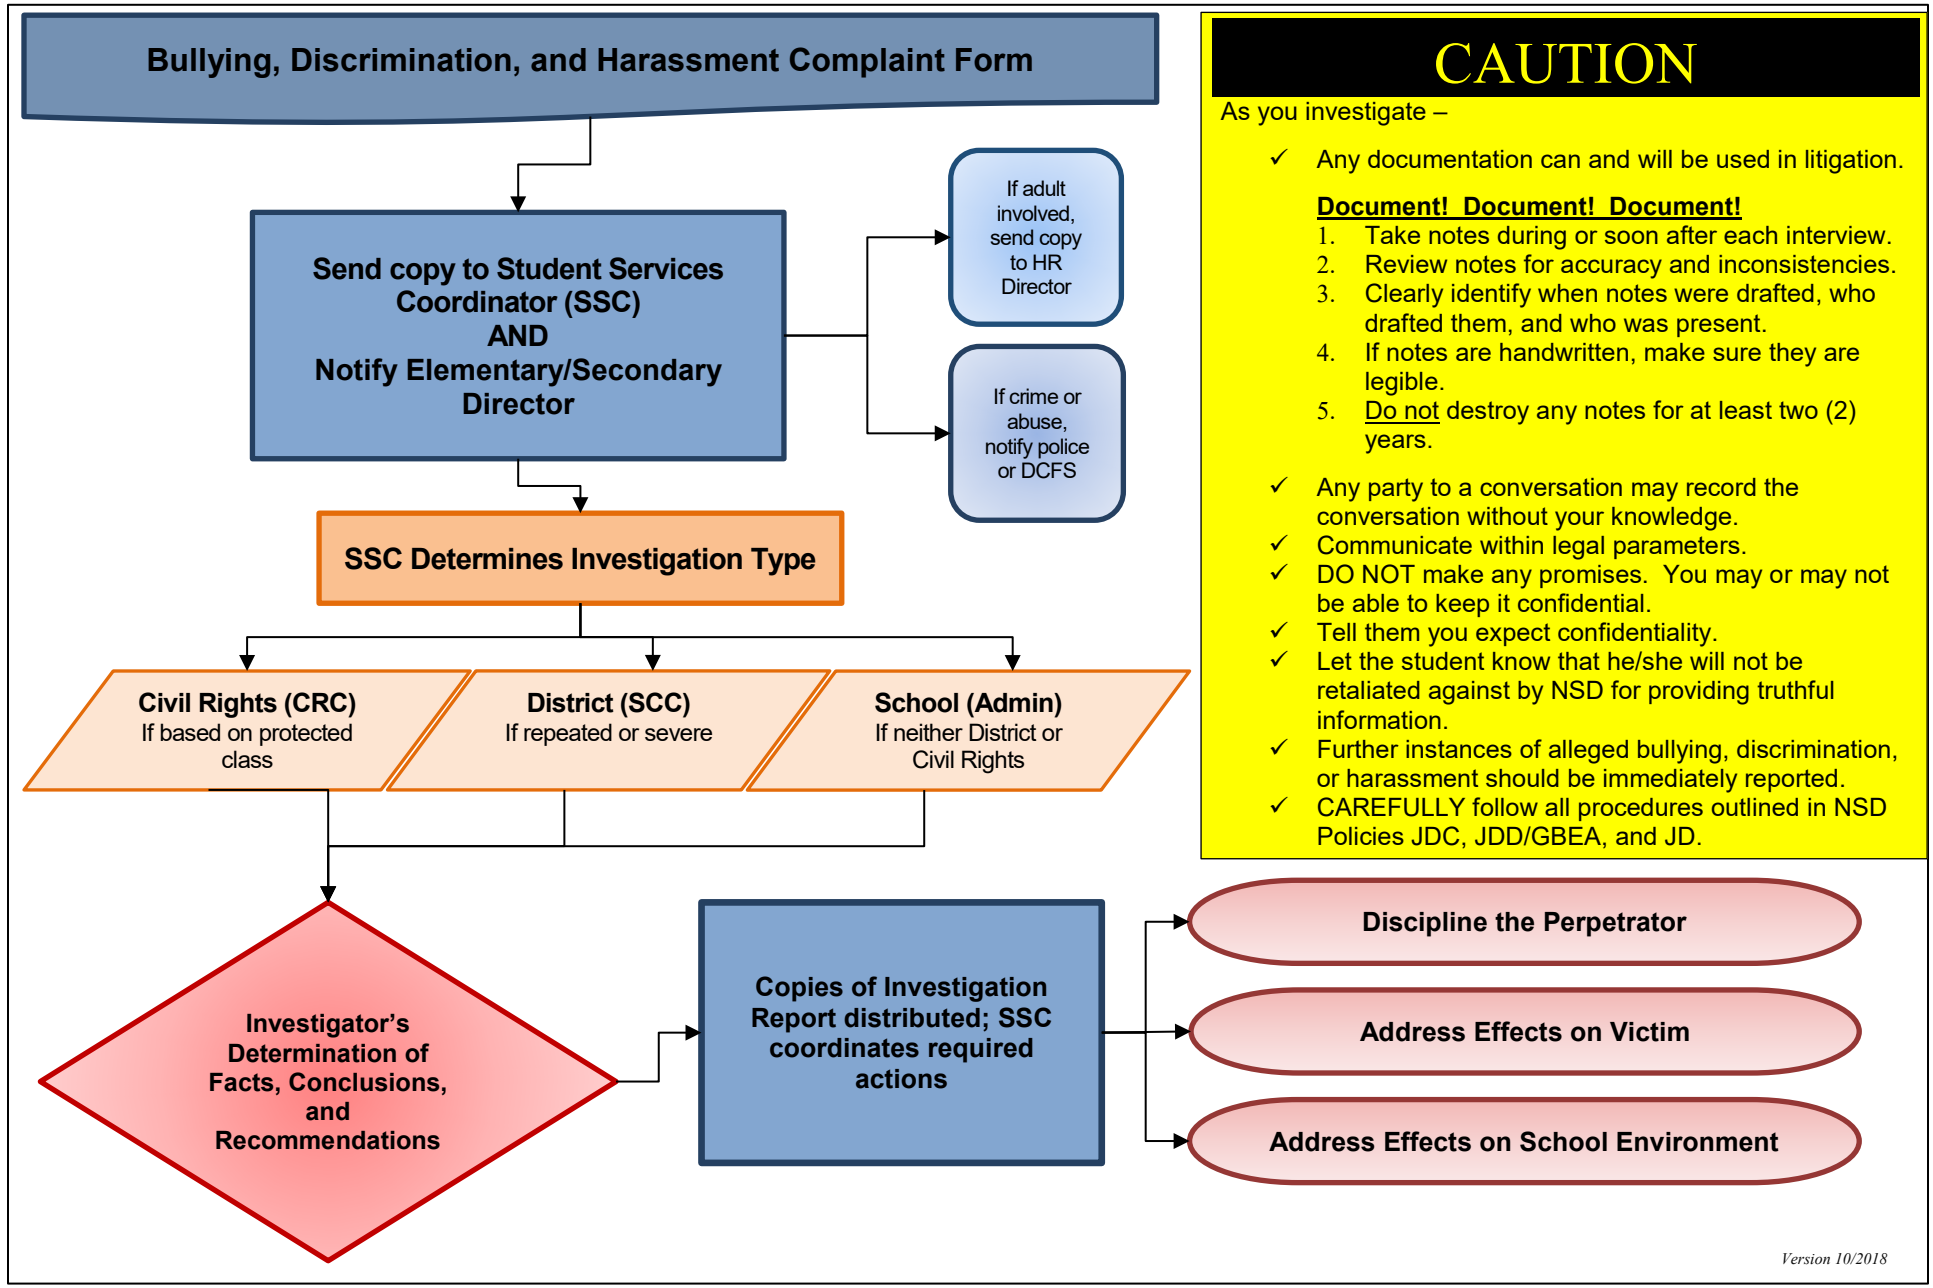 Bullying, Discrimination, and Harassment Complaint Form
Send copy to Student Services
Coordinator (SSC)
AND
Notify Elementary/Secondary
Director
If adult
involved,
send copy
to HR
Director
If crime or
abuse,
notify police
or DCFS
SSC Determines Investigation Type
Civil Rights (CRC)
If based on protected
class
District (SCC)
If repeated or severe
School (Admin)
If neither District or
Civil Rights
Investigator’s
Determination of
Facts, Conclusions,
and
Recommendations
Copies of Investigation
Report distributed; SSC
coordinates required
actions
Discipline the Perpetrator
Address Effects on Victim
Address Effects on School Environment
CAUTION
As you investigate –
✓ Any documentation can and will be used in litigation.
Document!  Document!  Document!
1. Take notes during or soon after each interview.
2. Review notes for accuracy and inconsistencies.
3. Clearly identify when notes were drafted, who
drafted them, and who was present.
4. If notes are handwritten, make sure they are
legible.
5. Do not destroy any notes for at least two (2)
years.
✓ Any party to a conversation may record the
conversation without your knowledge.
✓ Communicate within legal parameters.
✓ DO NOT make any promises.  You may or may not
be able to keep it confidential.
✓ Tell them you expect confidentiality.
✓ Let the student know that he/she will not be
retaliated against by NSD for providing truthful
information.
✓ Further instances of alleged bullying, discrimination,
or harassment should be immediately reported.
✓ CAREFULLY follow all procedures outlined in NSD
Policies JDC, JDD/GBEA, and JD.
Version 10/2018